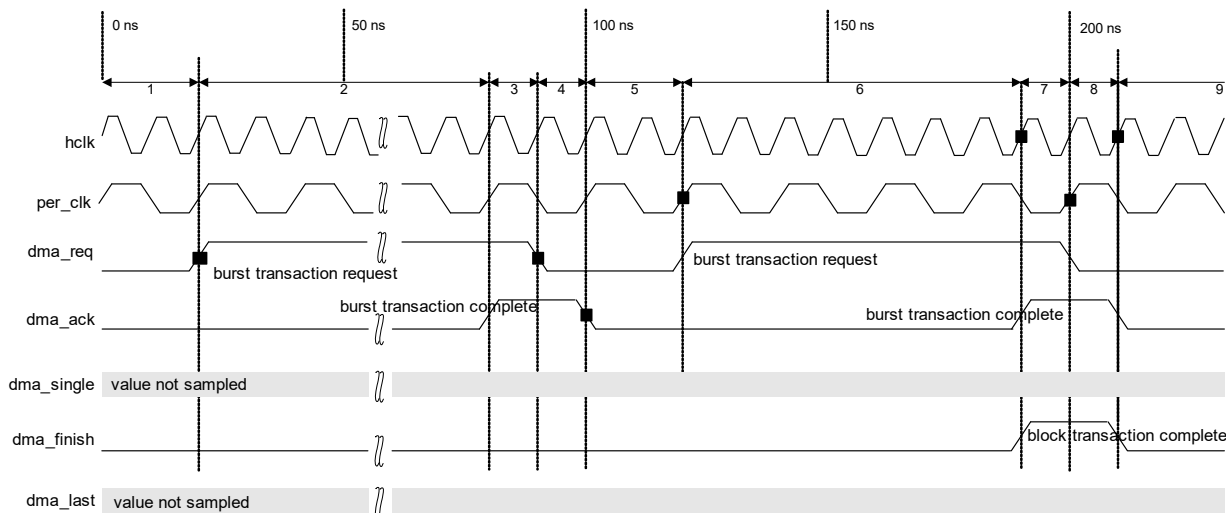 0 ns 50 ns 100 ns 150 ns 200 ns
1 2 3 4 5 6 7 8 9
hclk
per_clk
dma_req
burst transaction request burst transaction request
burst transaction complete burst transaction complete
dma_ack
dma_single value not sampled
dma_finish block transaction complete
dma_last value not sampled